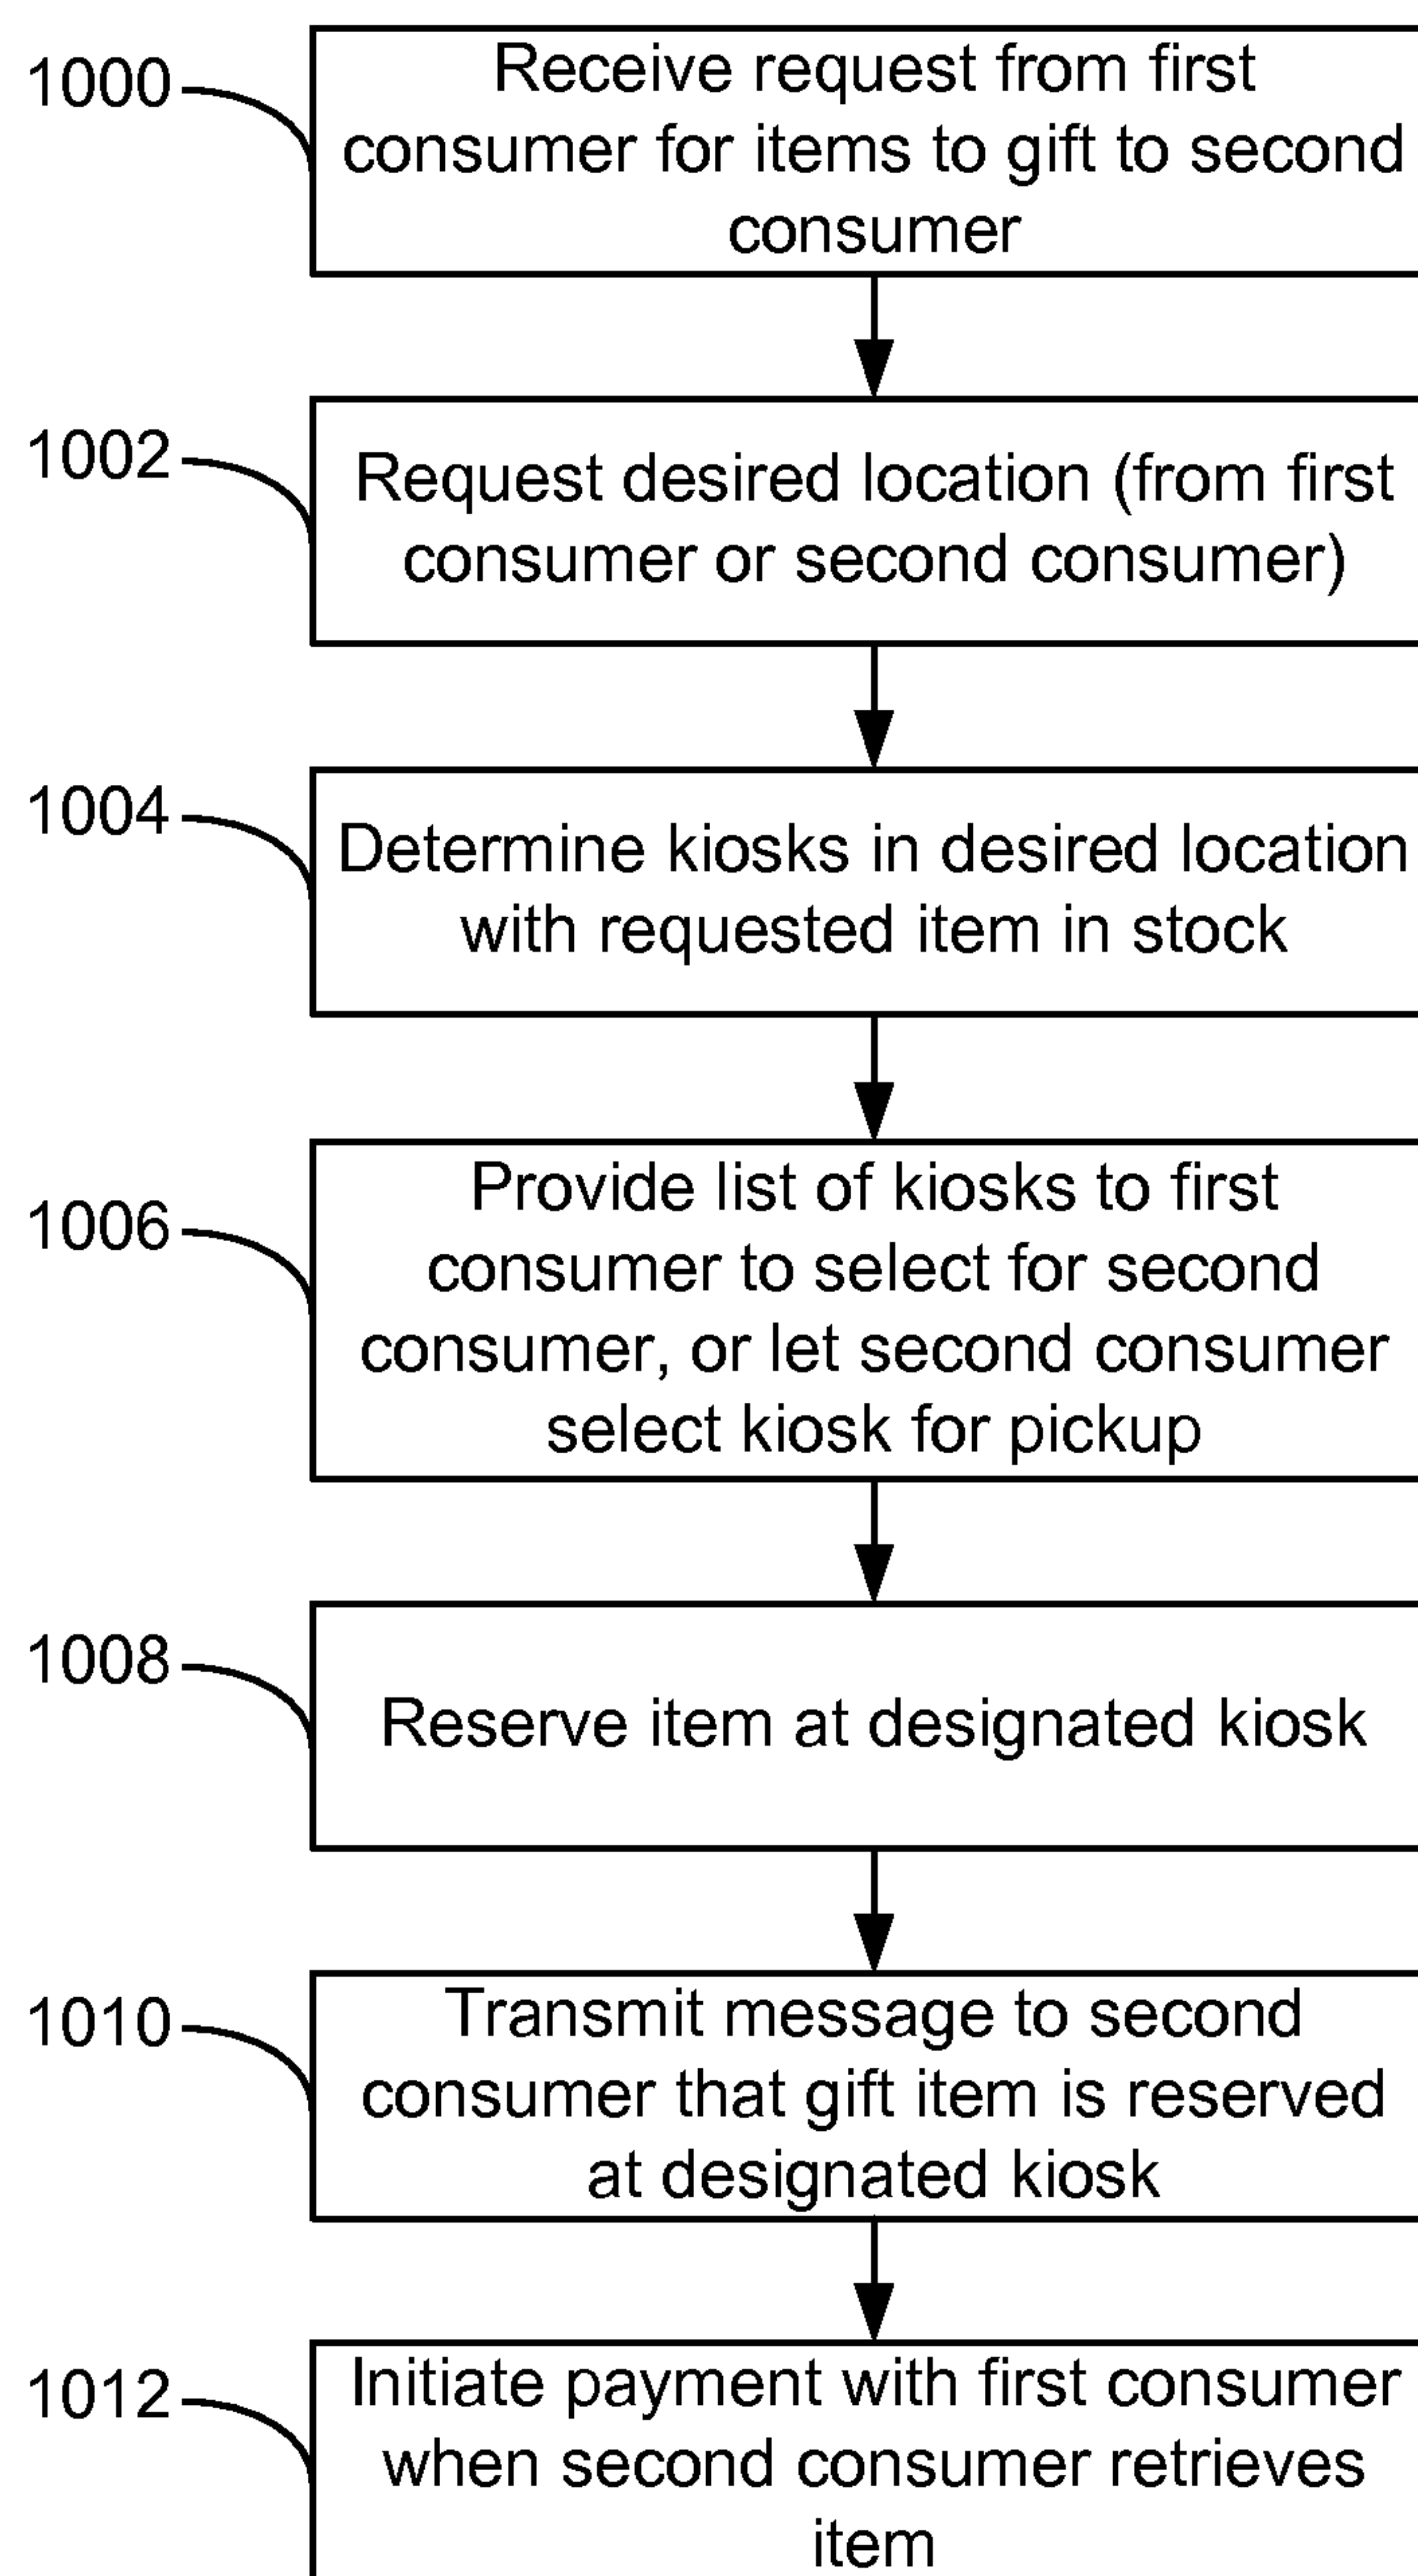 1000
Receive request from first
consumer for items to gift to second
consumer
1002
Request desired location (from first
consumer or second consumer)
1004
Determine kiosks in desired location
with requested item in stock
1006
Provide list of kiosks to first
consumer to select for second
consumer, or let second consumer
select kiosk for pickup
1008
Reserve item at designated kiosk
1010
Transmit message to second
consumer that gift item is reserved
at designated kiosk
1012
Initiate payment with first consumer
when second consumer retrieves
item